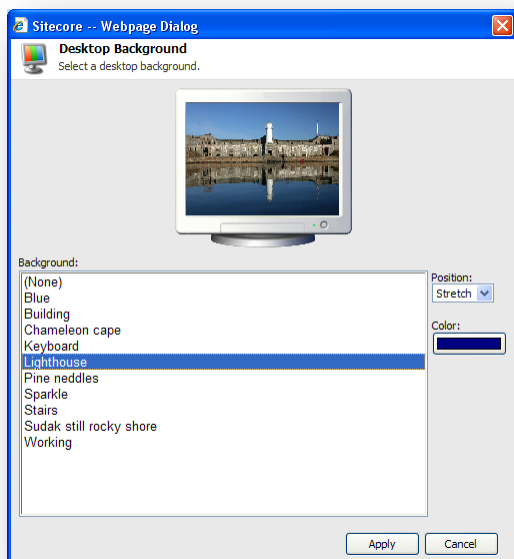 Sitecore -- Webpage Dialog
Desktop Background
Select a desktop background.
Background:
(None)
Blue
Building
Chameleon cape
Keyboard
Lighthouse
Pine neddles
Sparkle
Stairs
Sudak still rocky shore
Working
Position:
Stretch
Color:
Apply
Cancel